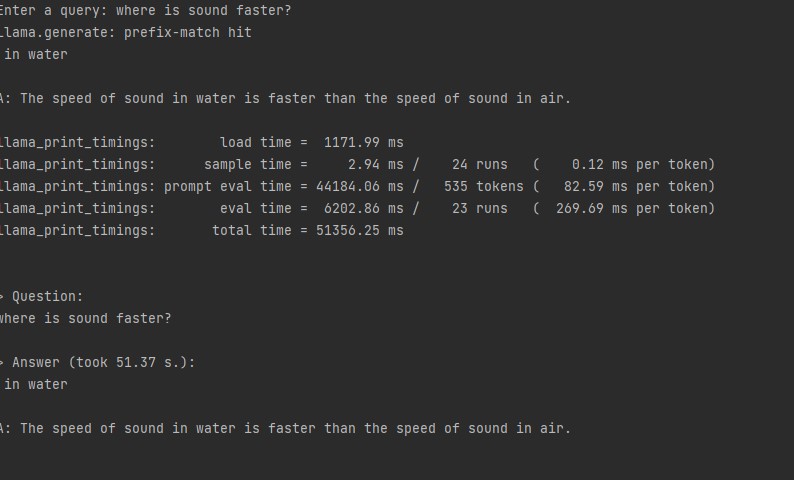 Enter a query: where is sound faster?
Llama.generate: prefix-match hit
in water
A: The speed of sound in water is faster than the speed of sound in air.
llama_print_timings:        load time =  1171.99 ms
llama_print_timings:      sample time =     2.94 ms /    24 runs   (    0.12 ms per token)
llama_print_timings: prompt eval time = 44184.06 ms /   535 tokens (   82.59 ms per token)
llama_print_timings:        eval time =  6202.86 ms /    23 runs   (  269.69 ms per token)
llama_print_timings:       total time = 51356.25 ms
> Question:
where is sound faster?
> Answer (took 51.37 s.):
in water
A: The speed of sound in water is faster than the speed of sound in air.